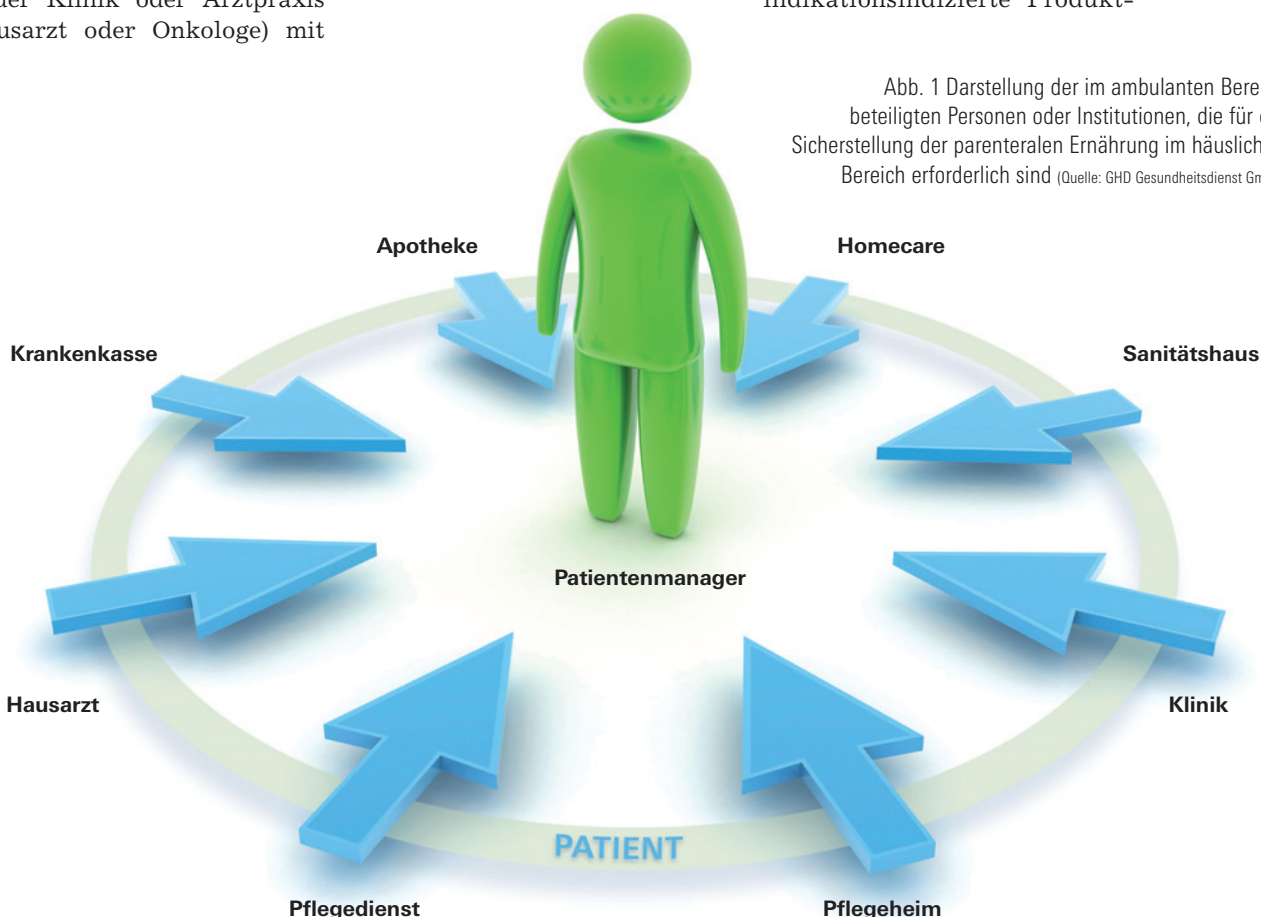 der Klinik oder Arztpraxis
usarzt oder Onkologe) mit
indikationsindizierte Produkt-
Abb. 1 Darstellung der im ambulanten Bere
beteiligten Personen oder Institutionen, die für
Sicherstellung der parenteralen Ernährung im häuslich
Bereich erforderlich sind (Quelle: GHD Gesundheitsdienst Gm
Apotheke
Homecare
Krankenkasse
Sanitätshaus
Patientenmanager
Hausarzt
Klinik
PATIENT
Pflegedienst
Pflegeheim